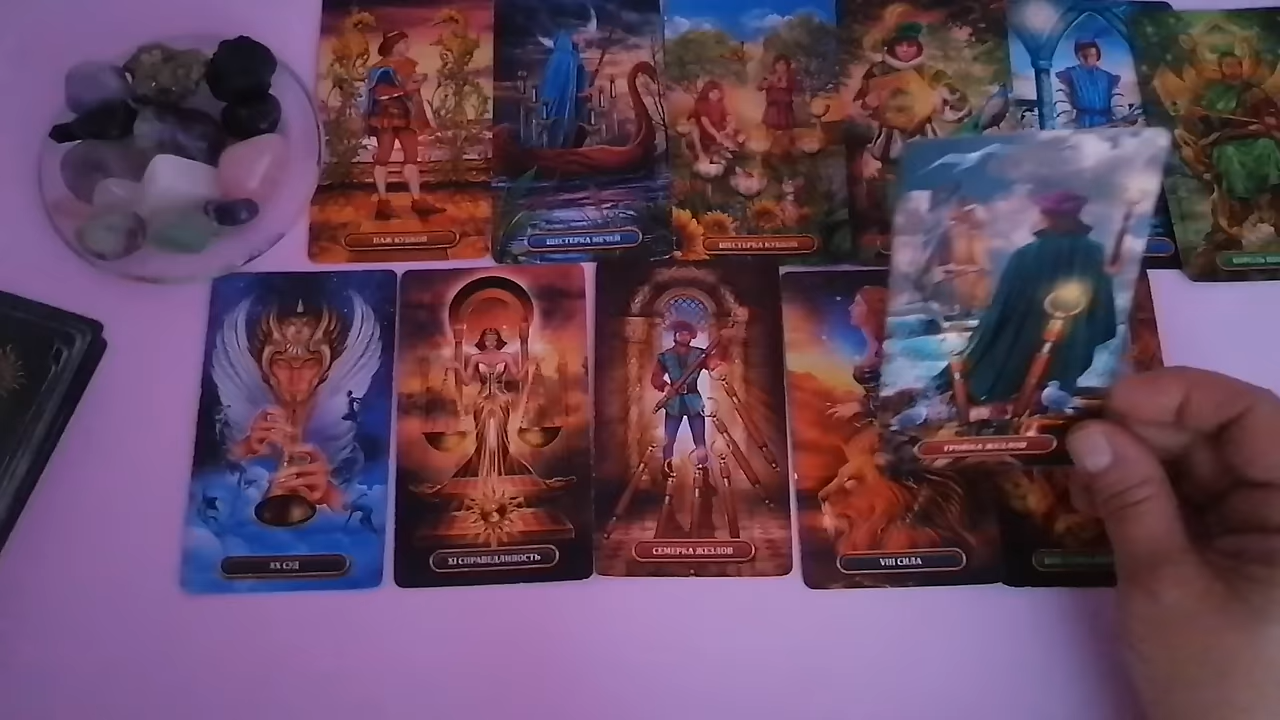 ПАЖ КУБКОВ
ШЕСТЕРКА МЕЧЕЙ
ШЕСТЕРКА КУБКОВ
ТРОЙКА ЖЕЗЛОВ
XX СУД
XI СПРАВЕДЛИВОСТЬ
СЕМЕРКА ЖЕЗЛОВ
VIII СИЛА